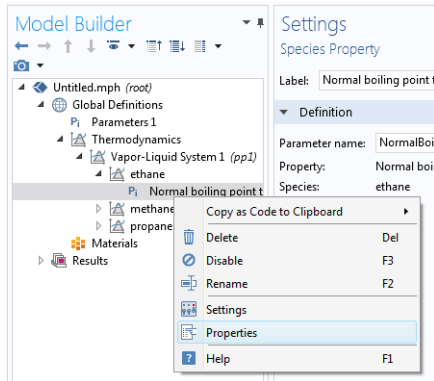 Model Builder
Untitled.mph (root)
Global Definitions
Pi Parameters 1
Thermodynamics
Vapor-Liquid System 1 (pp1)
ethane
Pi Normal boiling point t
methane
propane
Materials
Results
Copy as Code to Clipboard
Delete Del
Disable F3
Rename F2
Settings
Properties
? Help F1
Settings
Species Property
Label: Normal boiling point t
Definition
Parameter name: NormalBoi
Property: Normal boi
Species: ethane